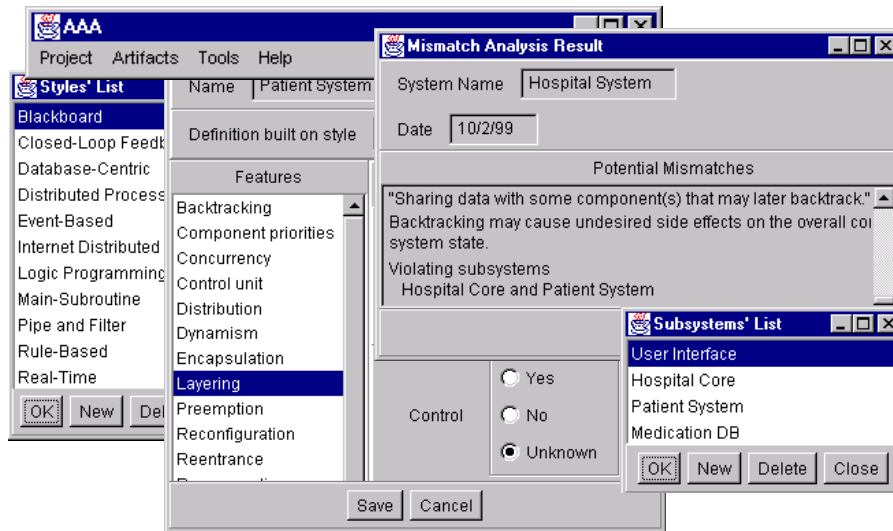 AAA
Project Artifacts Tools Help
Styles' List
Blackboard
Closed-Loop Feedb
Database-Centric
Distributed Process
Event-Based
Internet Distributed
Logic Programming
Main-Subroutine
Pipe and Filter
Rule-Based
Real-Time
OK New Del
Name Patient System
Definition built on style
Features
Backtracking
Component priorities
Concurrency
Control unit
Distribution
Dynamism
Encapsulation
Layering
Preemption
Reconfiguration
Reentrance
Control
Yes
No
Unknown
Save Cancel
Mismatch Analysis Result
System Name Hospital System
Date 10/2/99
Potential Mismatches
"Sharing data with some component(s) that may later backtrack."
Backtracking may cause undesired side effects on the overall co
system state.
Violating subsystems
Hospital Core and Patient System
Subsystems' List
User Interface
Hospital Core
Patient System
Medication DB
OK New Delete Close